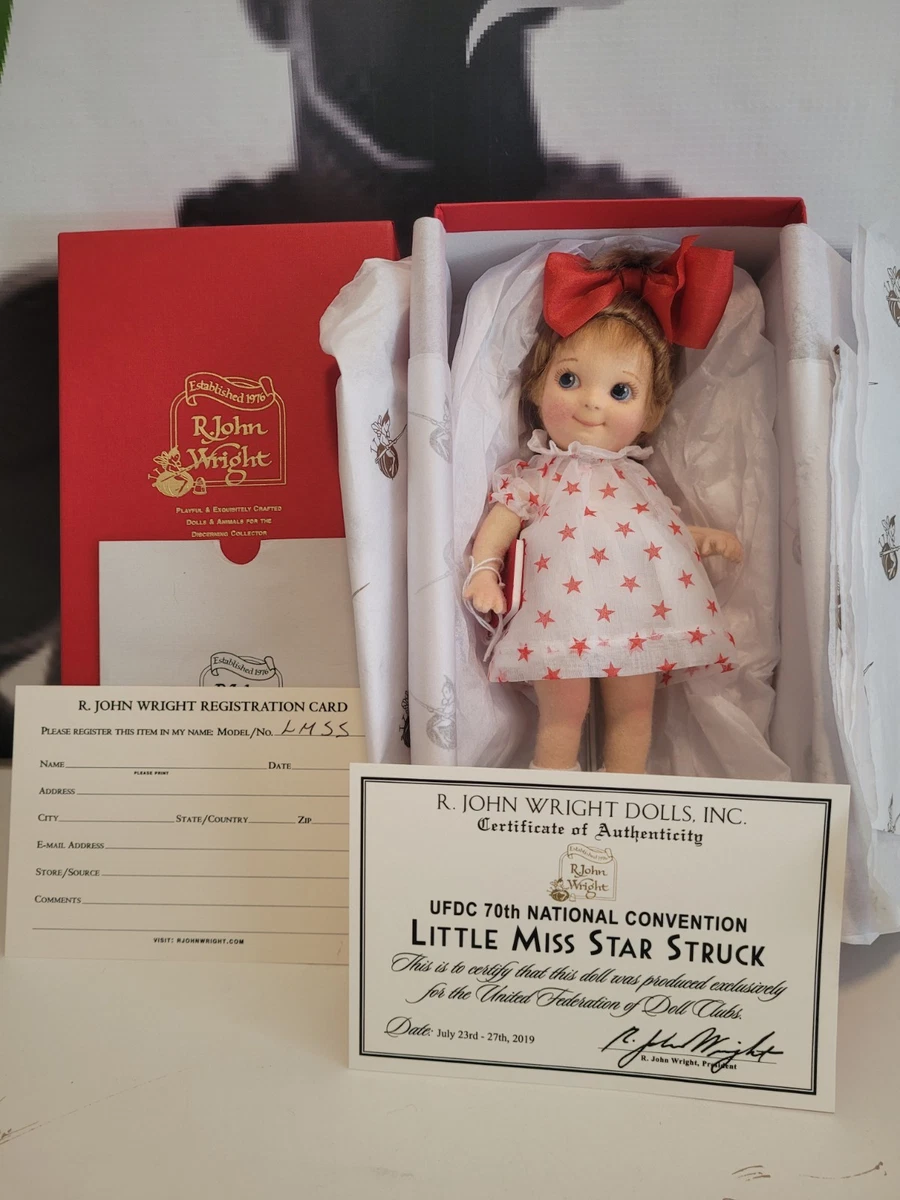 Established 1976
R. John
Wright
Playful & Exquisitely Crafted
Dolls & Animals for the
Discerning Collector
Established 1976
R. JOHN WRIGHT REGISTRATION CARD
PLEASE REGISTER THIS ITEM IN MY NAME: MODEL/NO. LMSS
NAME DATE
PLEASE PRINT
ADDRESS
CITY STATE/COUNTRY ZIP
E-MAIL ADDRESS
STORE/SOURCE
COMMENTS
VISIT: RJOHNWRIGHT.COM
R. JOHN WRIGHT DOLLS, INC.
Certificate of Authenticity
Established 1976
R. John
Wright
UFDC 70th NATIONAL CONVENTION
LITTLE MISS STAR STRUCK
This is to certify that this doll was produced exclusively
for the United Federation of Doll Clubs.
Date: July 23rd - 27th, 2019
R. John Wright
R. John Wright, President